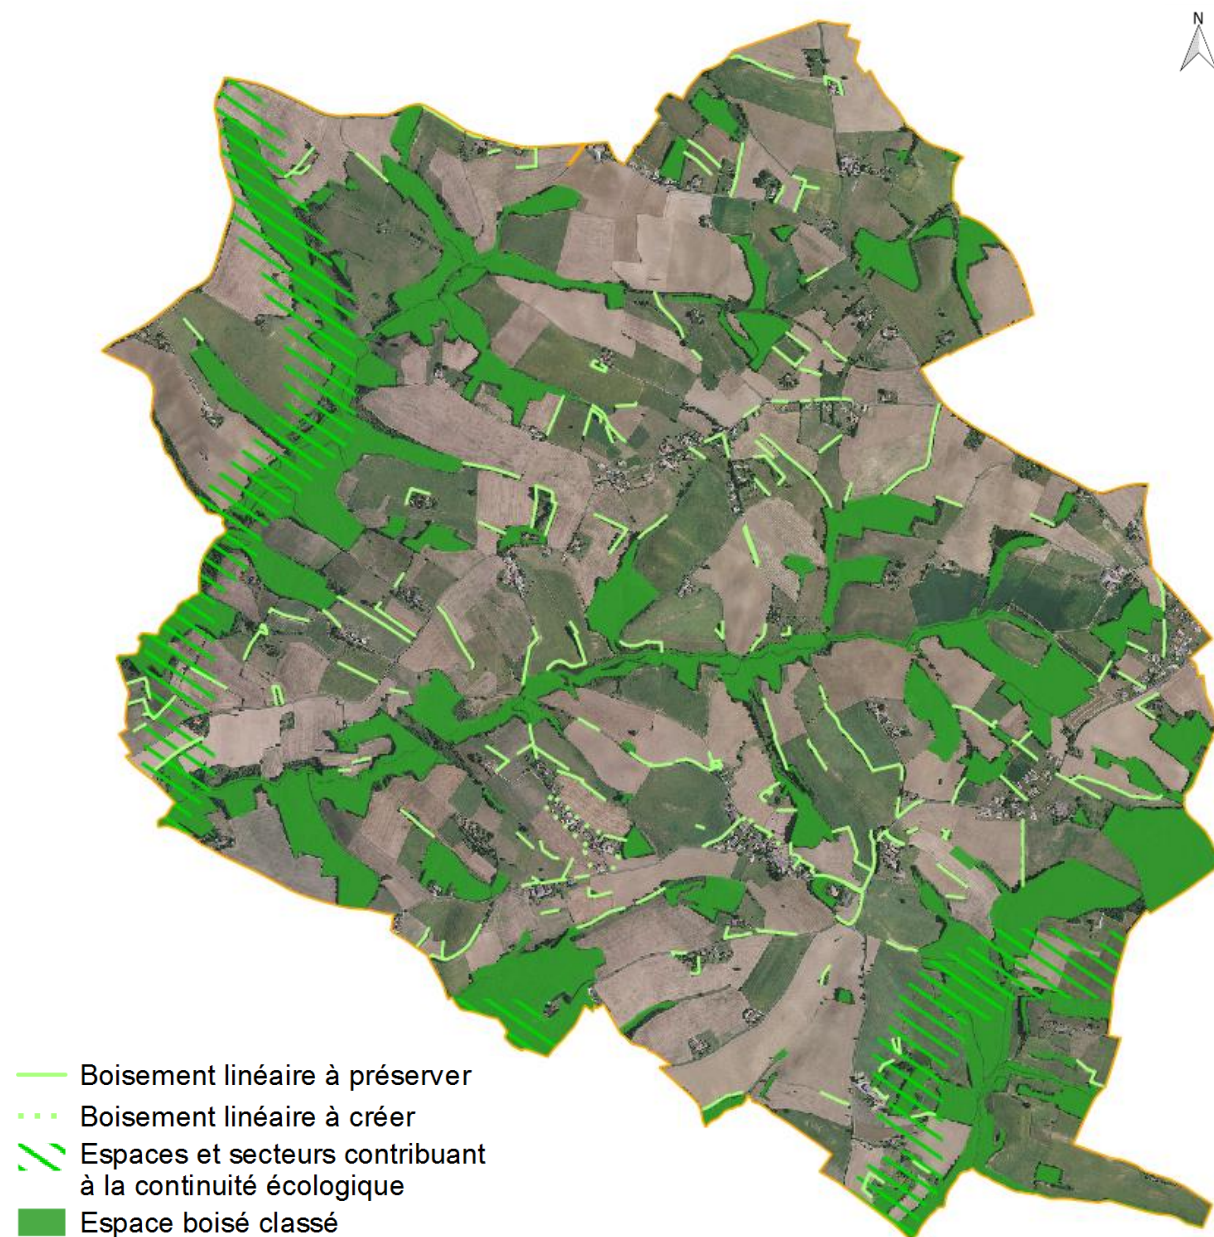 N
Boisement linéaire à préserver
Boisement linéaire à créer
Espaces et secteurs contribuant
à la continuité écologique
Espace boisé classé